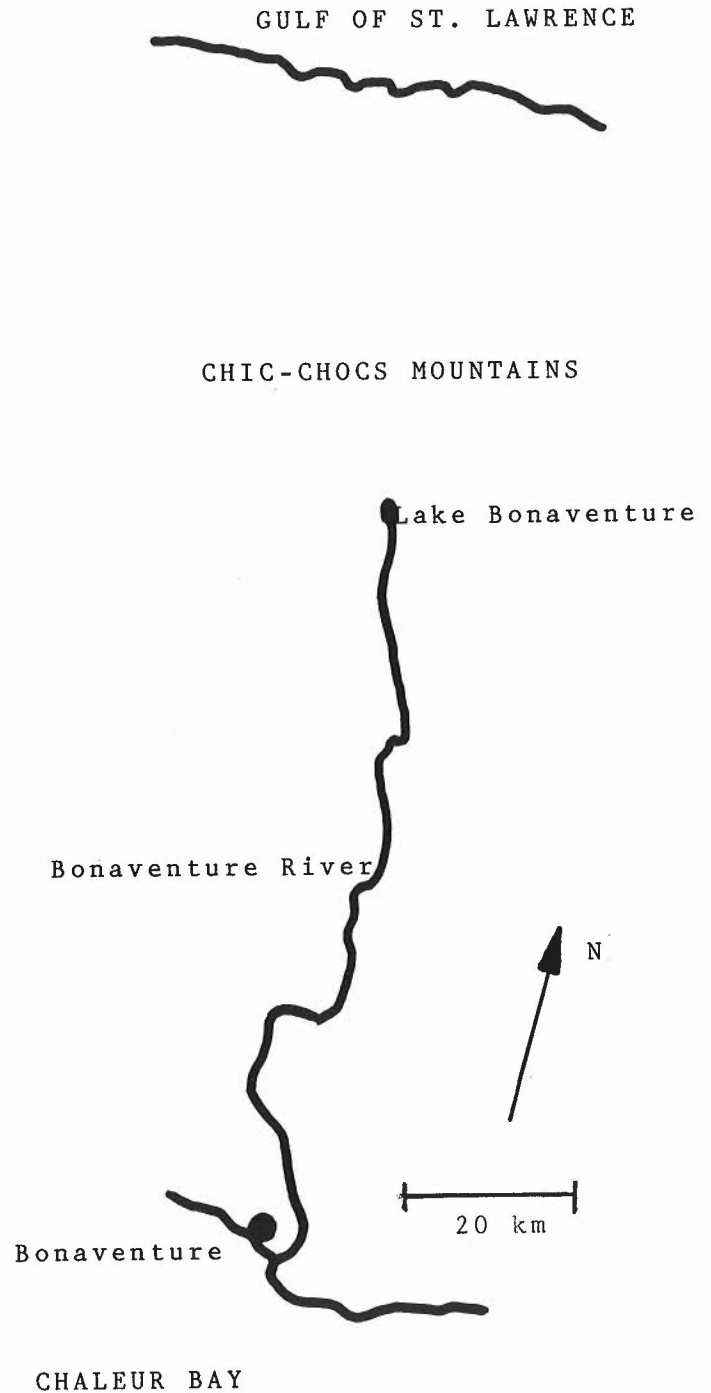 GULF OF ST. LAWRENCE
CHIC-CHOCS MOUNTAINS
Lake Bonaventure
Bonaventure River
N
20 km
Bonaventure
CHALEUR BAY